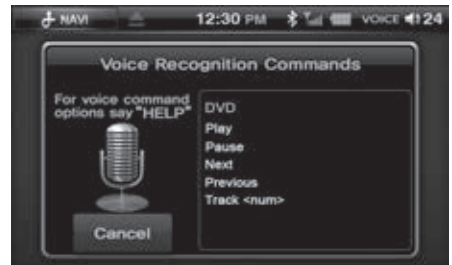 NAVI 12:30 PM VOICE 24
Voice Recognition Commands
For voice command
options say "HELP"
DVD
Play
Pause
Next
Previous
Track <num>
Cancel